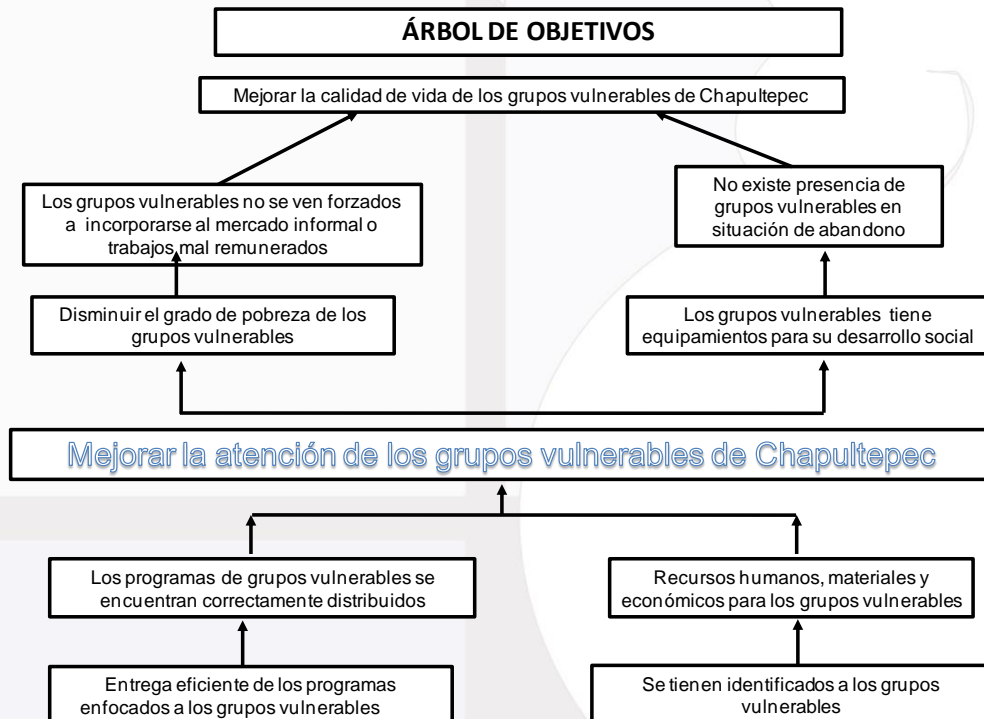 ÁRBOL DE OBJETIVOS
Mejorar la calidad de vida de los grupos vulnerables de Chapultepec
Los grupos vulnerables no se ven forzados
a incorporarse al mercado informal o
trabajos mal remunerados
No existe presencia de
grupos vulnerables en
situación de abandono
Disminuir el grado de pobreza de los
grupos vulnerables
Los grupos vulnerables tiene
equipamientos para su desarrollo social
Mejorar la atención de los grupos vulnerables de Chapultepec
Los programas de grupos vulnerables se
encuentran correctamente distribuidos
Recursos humanos, materiales y
económicos para los grupos vulnerables
Entrega eficiente de los programas
enfocados a los grupos vulnerables
Se tienen identificados a los grupos
vulnerables